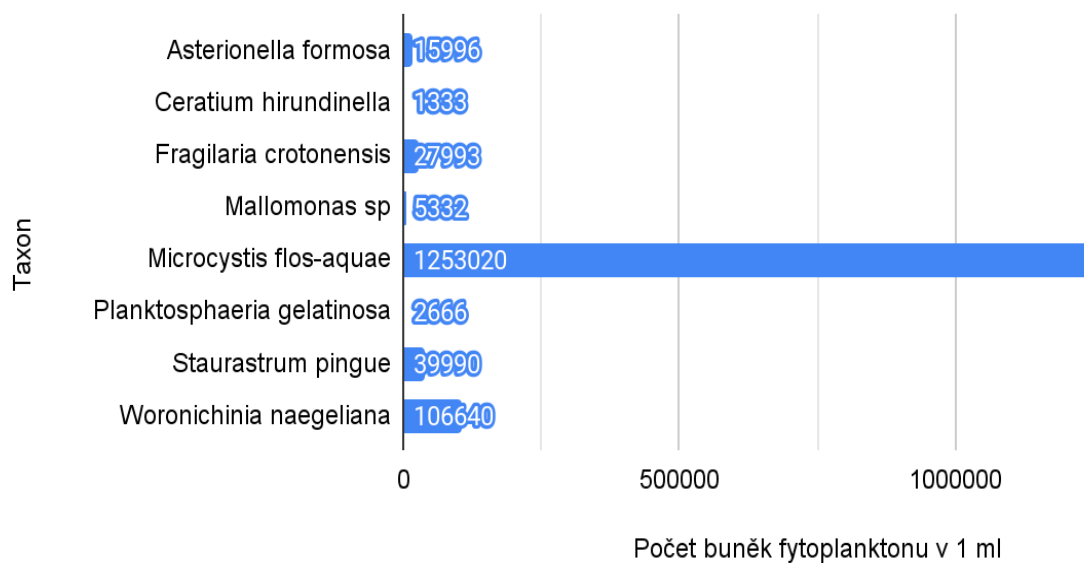 Taxon
Asterionella formosa 15996
Ceratium hirundinella 1333
Fragilaria crotonensis 27993
Mallomonas sp 5332
Microcystis flos-aquae 1253020
Planktosphaeria gelatinosa 2666
Staurastrum pingue 39990
Woronichinia naegeliana 106640
0 500000 1000000
Počet buněk fytoplanktonu v 1 ml